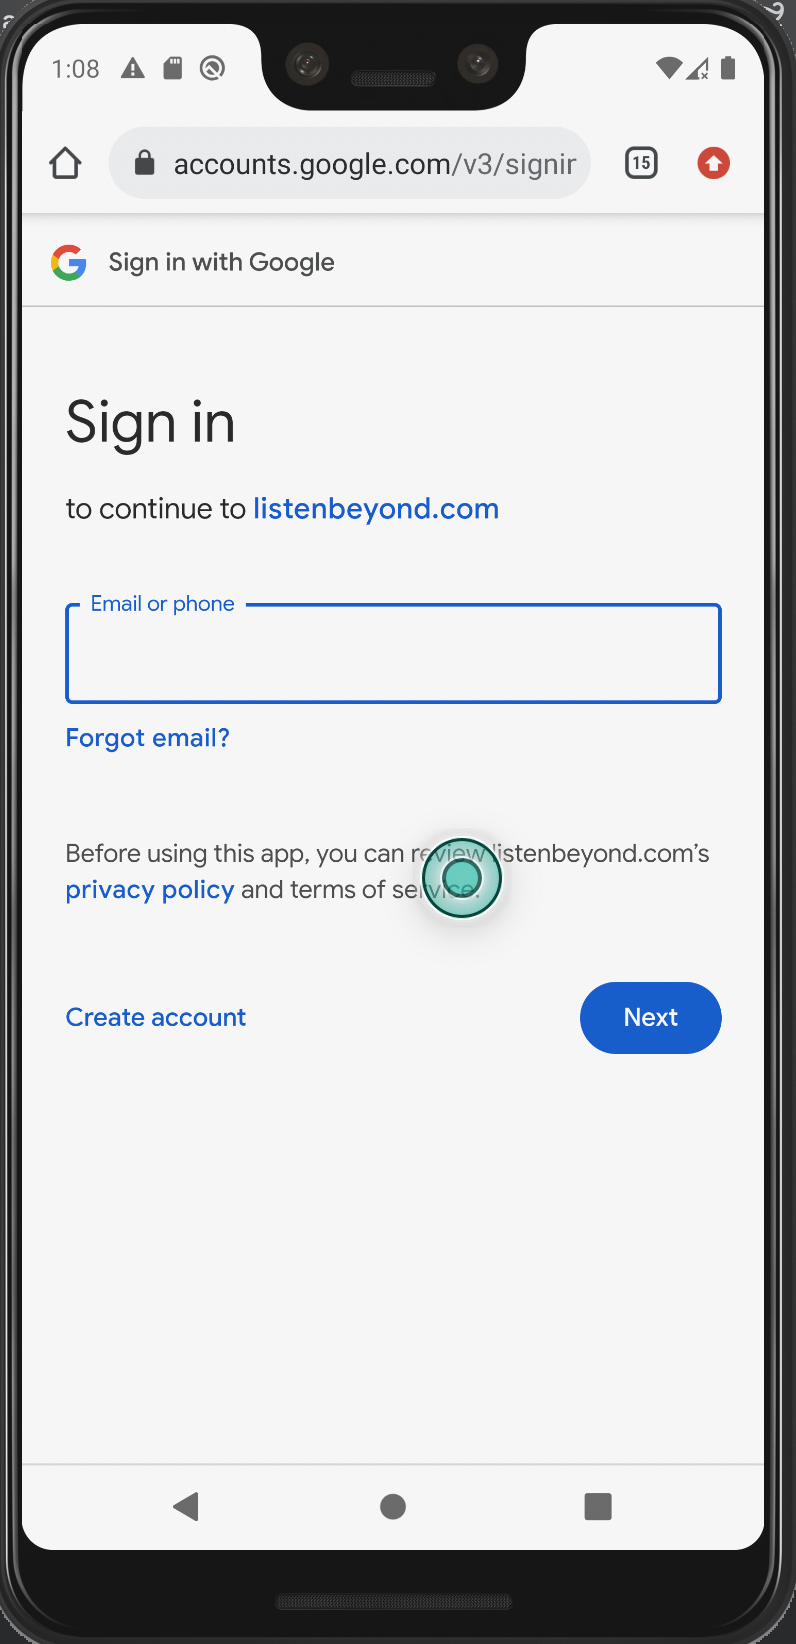 1:08
accounts.google.com/v3/signir
15
Sign in with Google
Sign in
to continue to listenbeyond.com
Email or phone
Forgot email?
Before using this app, you can review listenbeyond.com's
privacy policy and terms of service.
Create account
Next